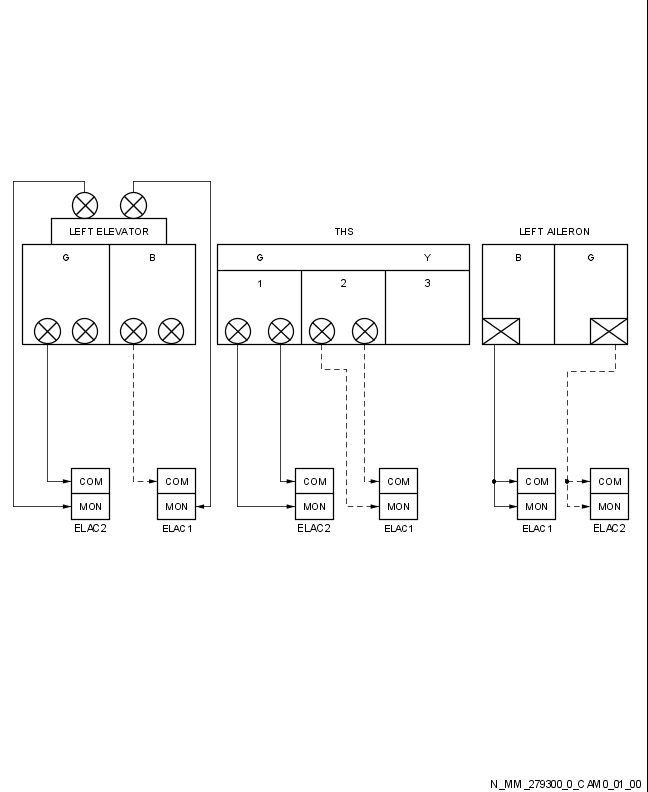 LEFT ELEVATOR THS LEFT AILERON
G B G Y B G
1 2 3
COM COM COM COM COM COM
MON MON MON MON MON MON
ELAC2 ELAC1 ELAC2 ELAC1 ELAC1 ELAC2
N_MM_279300_0_CAM0_01_00